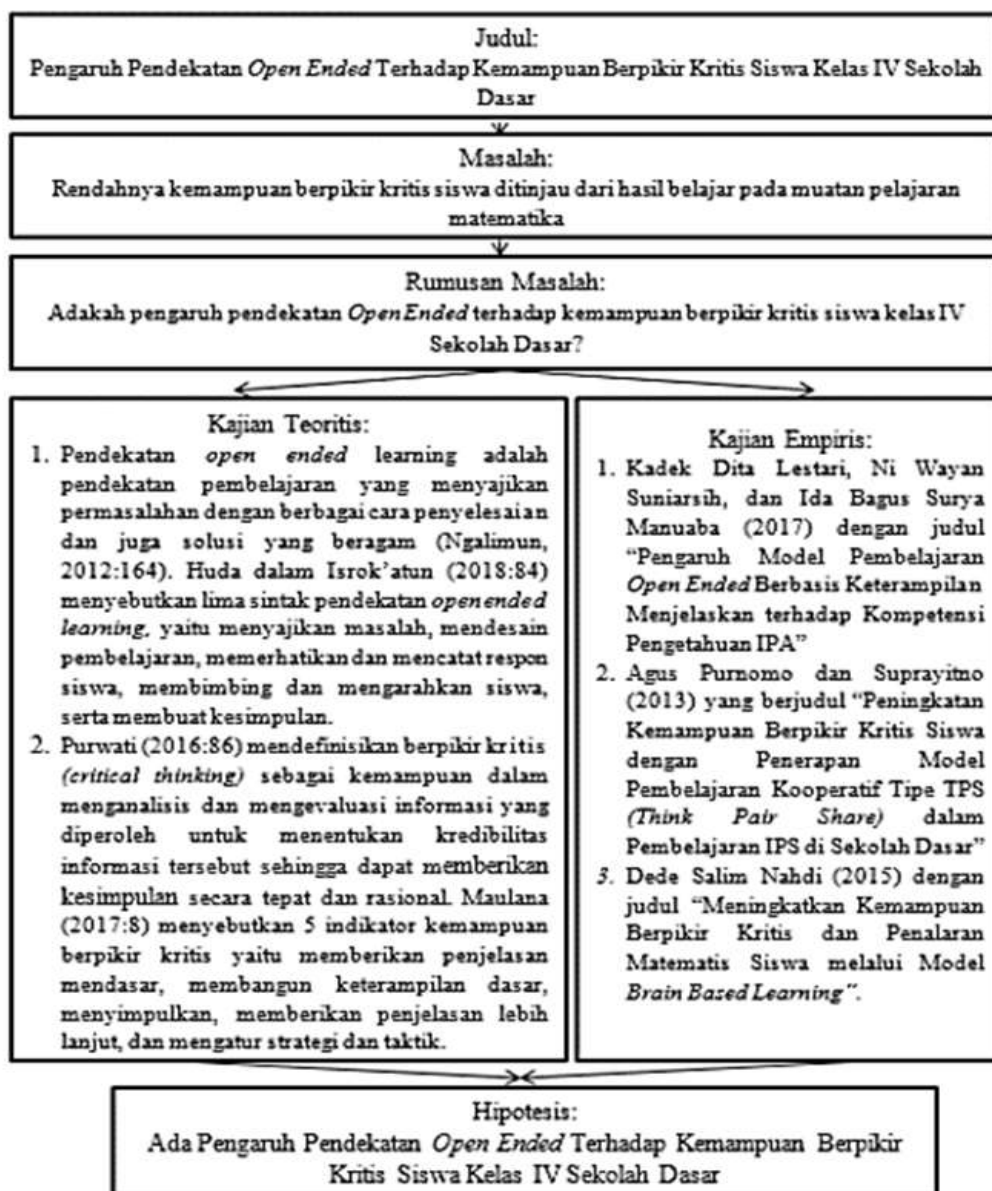 Judul:
Pengaruh Pendekatan Open Ended Terhadap Kemampuan Berpikir Kritis Siswa Kelas IV Sekolah
Dasar
Masalah:
Rendahnya kemampuan berpikir kritis siswa ditinjau dari hasil belajar pada muatan pelajaran
matematika
Rumusan Masalah:
Adakah pengaruh pendekatan Open Ended terhadap kemampuan berpikir kritis siswa kelas IV
Sekolah Dasar?
Kajian Teoritis:
1. Pendekatan open ended learning adalah
pendekatan pembelajaran yang menyajikan
permasalahan dengan berbagai cara penyelesaian
dan juga solusi yang beragam (Ngalimun,
2012:164). Huda dalam Isrok’atun (2018:84)
menyebutkan lima sintak pendekatan open ended
learning, yaitu menyajikan masalah, mendesain
pembelajaran, memerhatikan dan mencatat respon
siswa, membimbing dan mengarahkan siswa,
serta membuat kesimpulan.
2. Purwati (2016:86) mendefinisikan berpikir kritis
(critical thinking) sebagai kemampuan dalam
menganalisis dan mengevaluasi informasi yang
diperoleh untuk menentukan kredibilitas
informasi tersebut sehingga dapat memberikan
kesimpulan secara tepat dan rasional. Maulana
(2017:8) menyebutkan 5 indikator kemampuan
berpikir kritis yaitu memberikan penjelasan
mendasar, membangun keterampilan dasar,
menyimpulkan, memberikan penjelasan lebih
lanjut, dan mengatur strategi dan taktik.
Kajian Empiris:
1. Kadek Dita Lestari, Ni Wayan
Suniarsih, dan Ida Bagus Surya
Manuaba (2017) dengan judul
“Pengaruh Model Pembelajaran
Open Ended Berbasis Keterampilan
Menjelaskan terhadap Kompetensi
Pengetahuan IPA”
2. Agus Purnomo dan Suprayitno
(2013) yang berjudul “Peningkatan
Kemampuan Berpikir Kritis Siswa
dengan Penerapan Model
Pembelajaran Kooperatif Tipe TPS
(Think Pair Share) dalam
Pembelajaran IPS di Sekolah Dasar”
3. Dede Salim Nahdi (2015) dengan
judul “Meningkatkan Kemampuan
Berpikir Kritis dan Penalaran
Matematis Siswa melalui Model
Brain Based Learning”.
Hipotesis:
Ada Pengaruh Pendekatan Open Ended Terhadap Kemampuan Berpikir
Kritis Siswa Kelas IV Sekolah Dasar